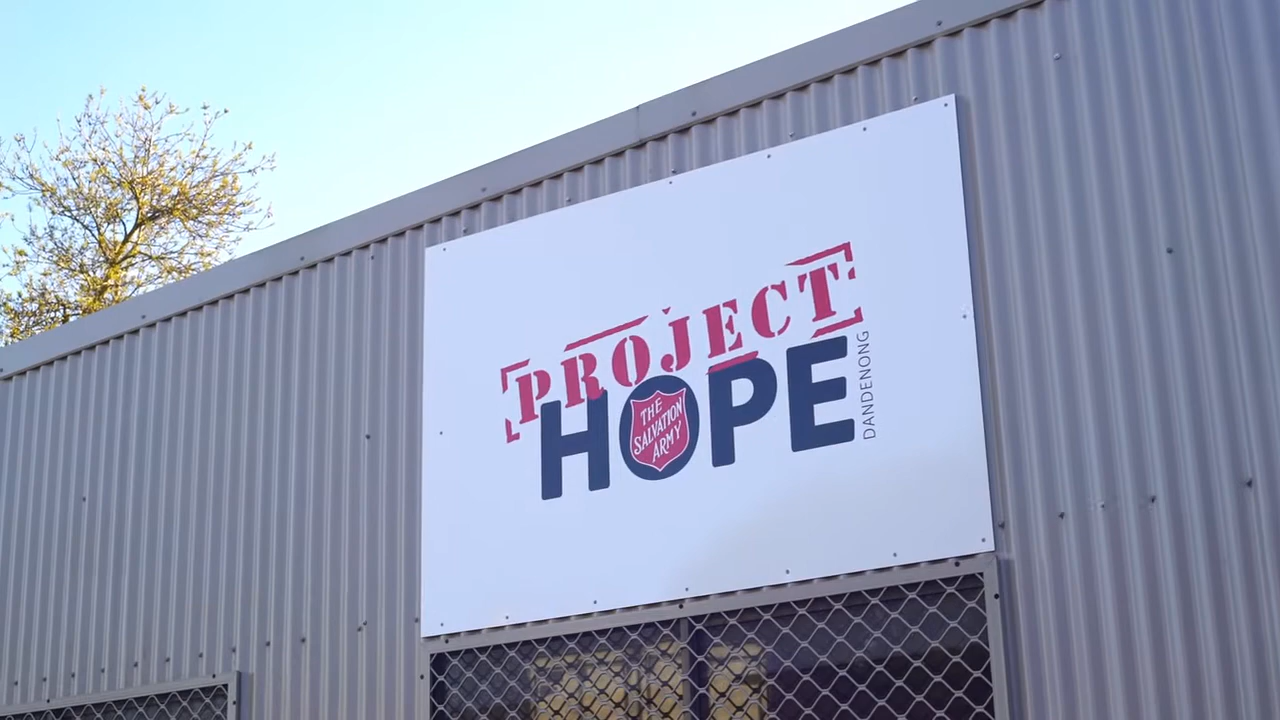 PROJECT
HOPE
THE
SALVATION
ARMY
DANDENONG